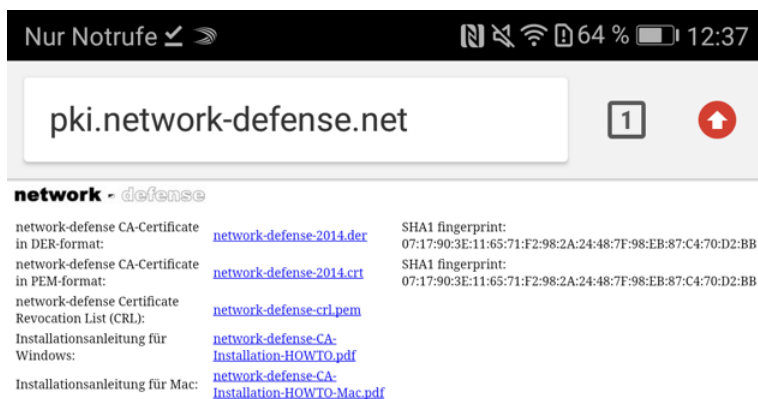 Nur Notrufe 64 % 12:37
pki.network-defense.net 1
network - defense
network-defense CA-Certificate in DER-format: network-defense-2014.der SHA1 fingerprint: 07:17:90:3E:11:65:71:F2:98:2A:24:48:7F:98:EB:87:C4:70:D2:BB
network-defense CA-Certificate in PEM-format: network-defense-2014.crt SHA1 fingerprint: 07:17:90:3E:11:65:71:F2:98:2A:24:48:7F:98:EB:87:C4:70:D2:BB
network-defense Certificate Revocation List (CRL): network-defense-crl.pem
Installationsanleitung für Windows: network-defense-CA-Installation-HOWTO.pdf
Installationsanleitung für Mac: network-defense-CA-Installation-HOWTO-Mac.pdf